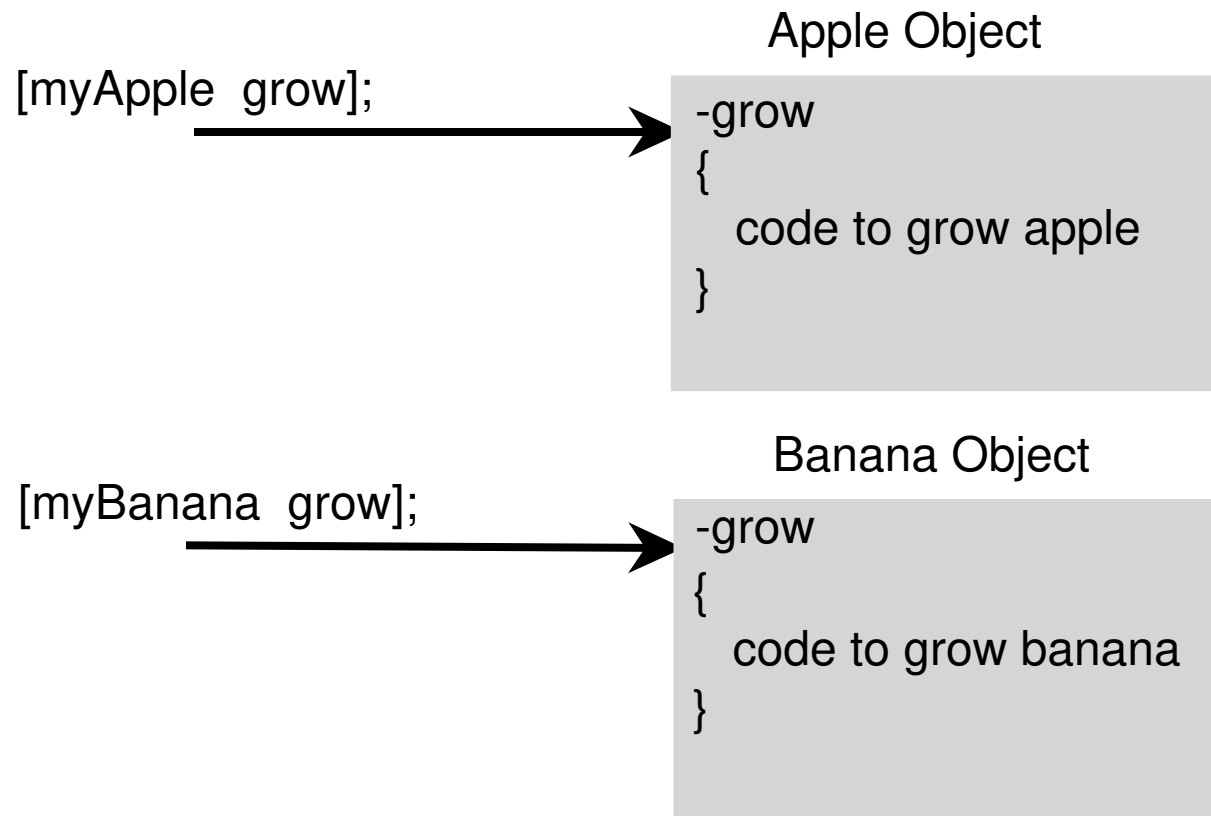 Apple Object
[myApple grow];
-grow
{
code to grow apple
}
Banana Object
[myBanana grow];
-grow
{
code to grow banana
}